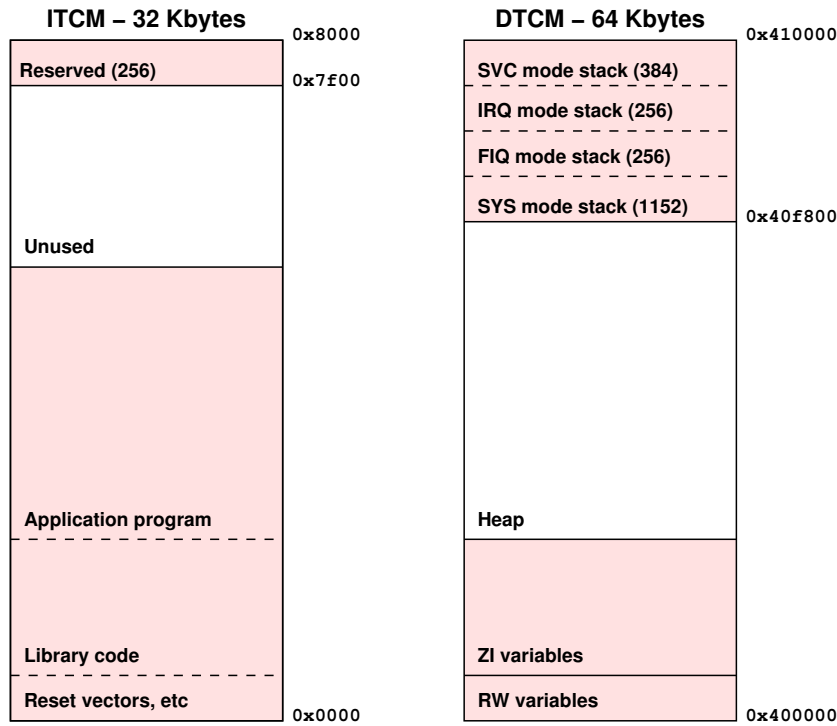 ITCM – 32 Kbytes
0x8000
Reserved (256)
0x7f00
Unused
Application program
Library code
Reset vectors, etc
0x0000
DTCM – 64 Kbytes
0x410000
SVC mode stack (384)
IRQ mode stack (256)
FIQ mode stack (256)
SYS mode stack (1152)
0x40f800
Heap
ZI variables
RW variables
0x400000